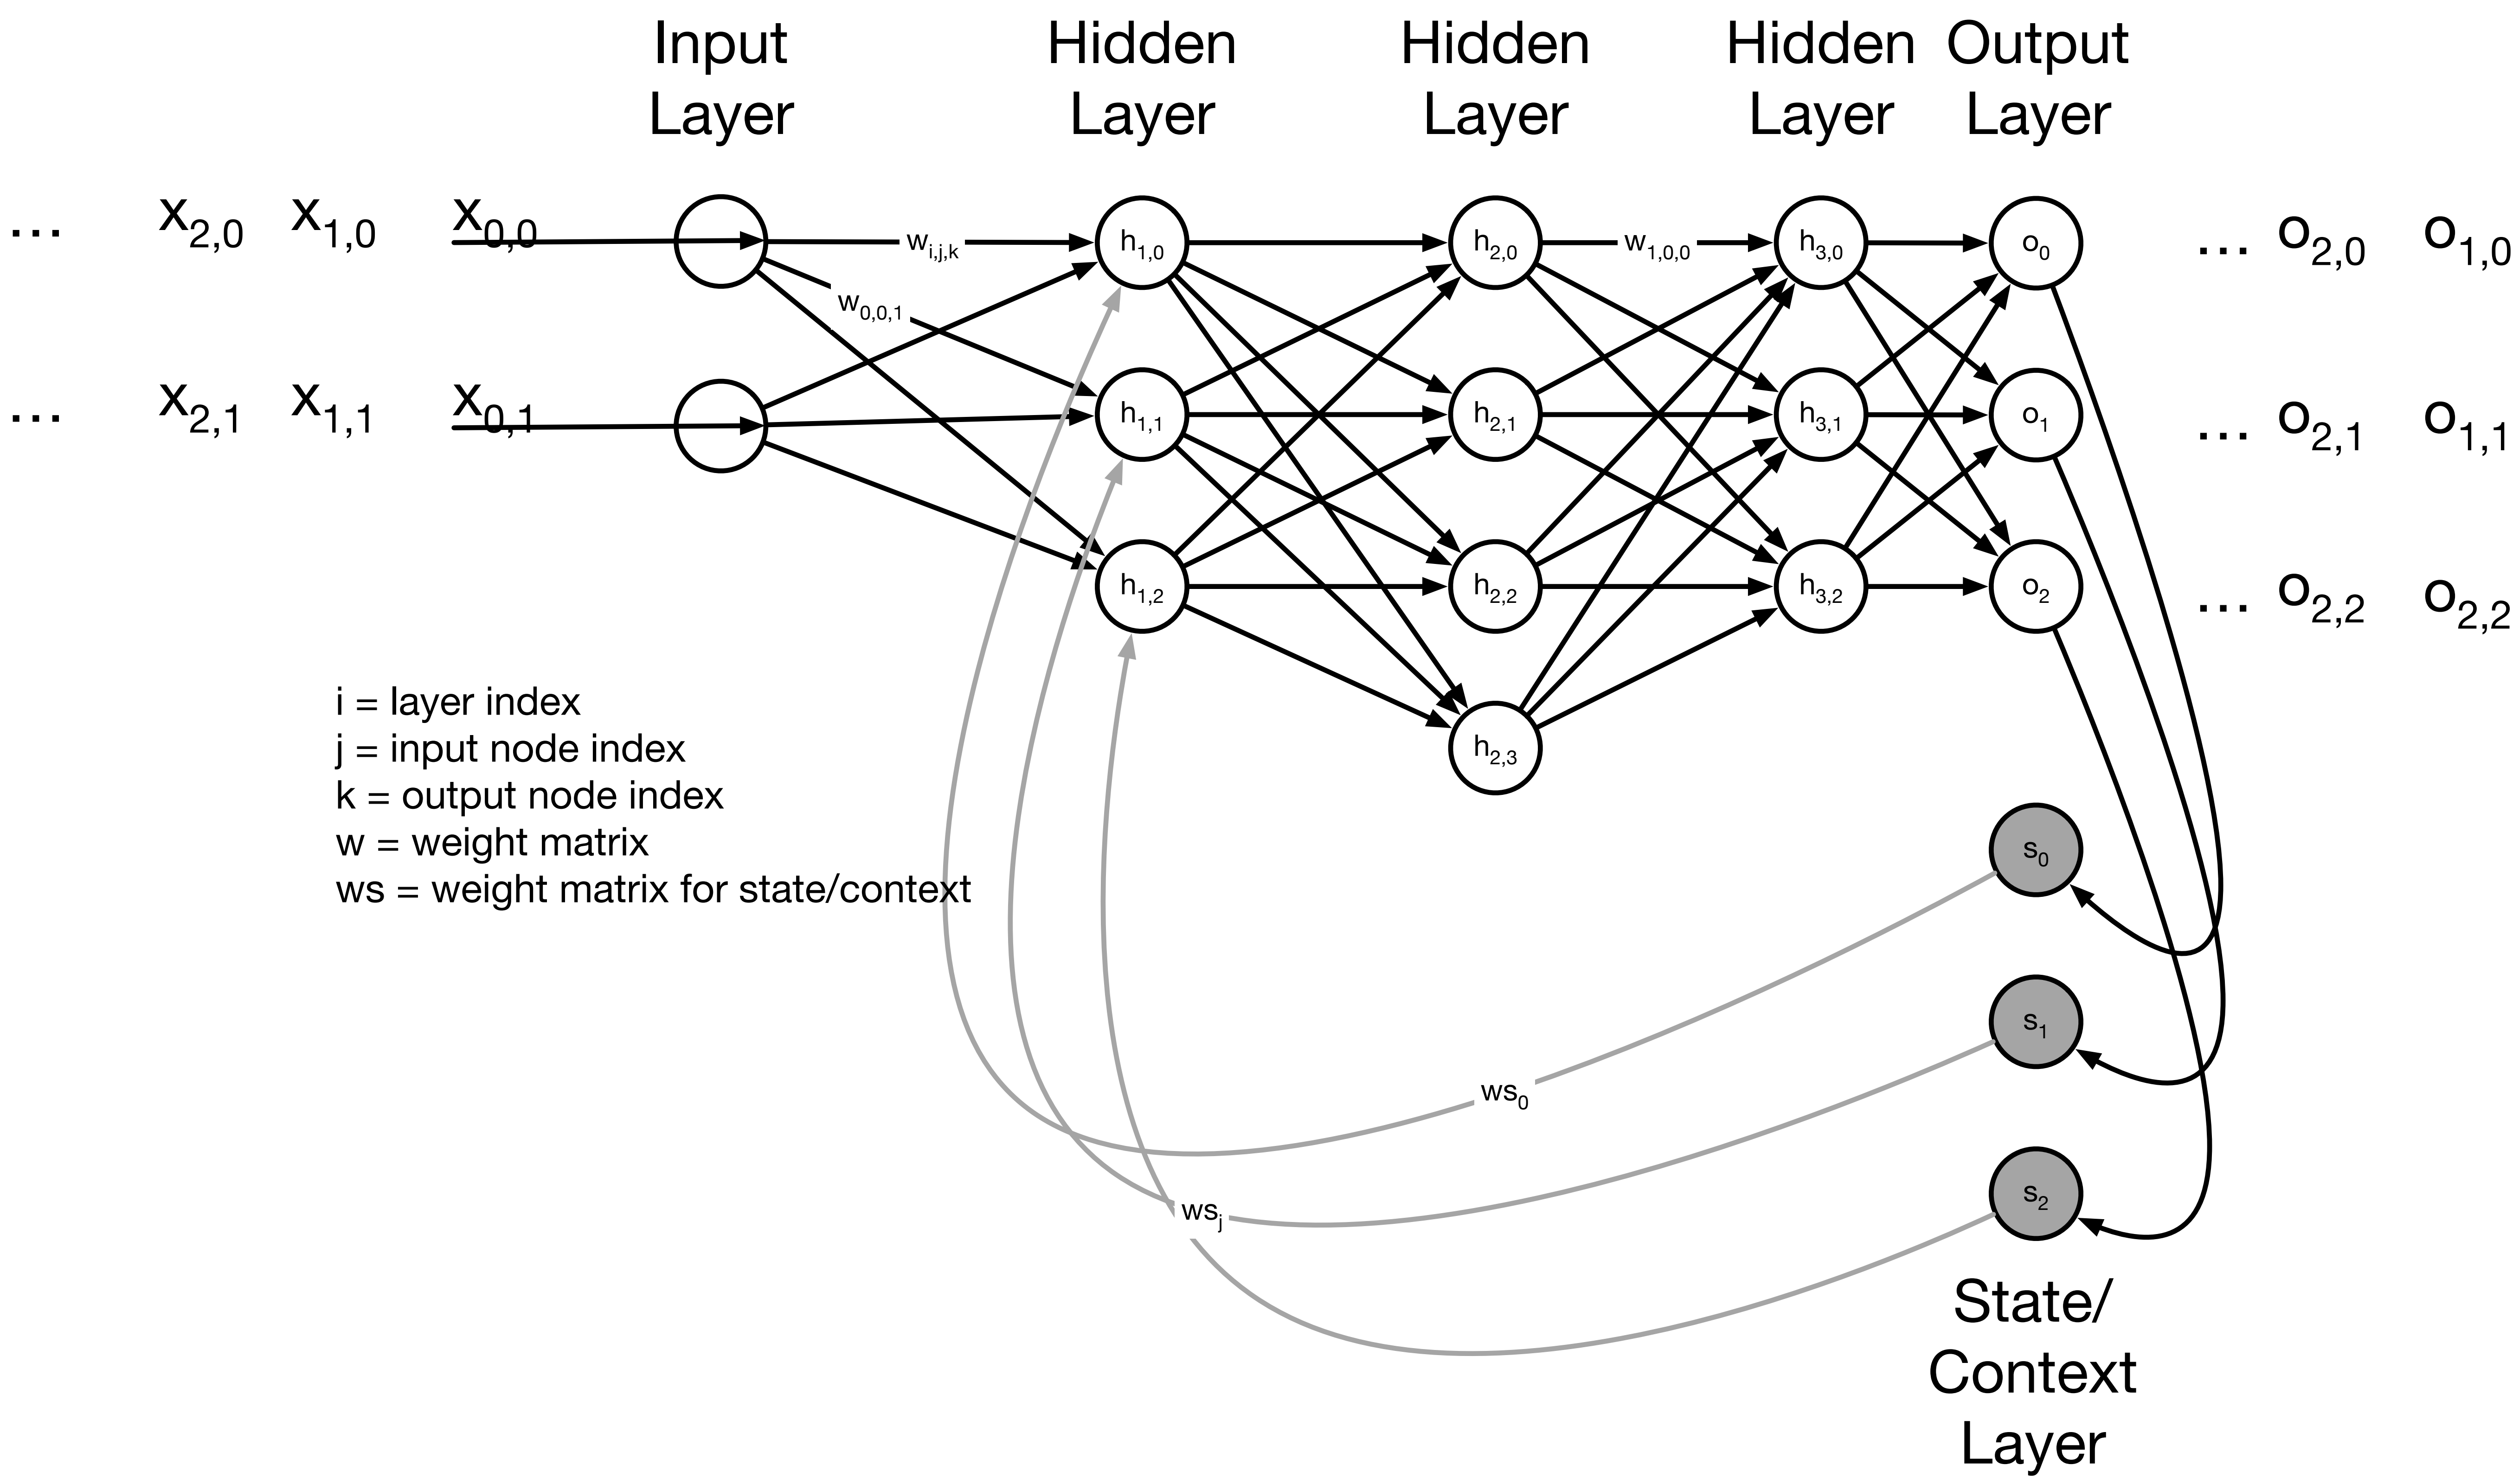 Input
Layer
Hidden
Layer
Hidden
Layer
Hidden
Layer
Output
Layer
... x2,0 x1,0 x0,0
wi,j,k
h1,0
h2,0
w1,0,0
h3,0
o0
... o2,0 o1,0
w0,0,1
... x2,1 x1,1 x0,1
h1,1
h2,1
h3,1
o1
... o2,1 o1,1
h1,2
h2,2
h3,2
o2
... o2,2 o2,2
h2,3
i = layer index
j = input node index
k = output node index
w = weight matrix
ws = weight matrix for state/context
s0
s1
ws0
s2
wsj
State/
Context
Layer